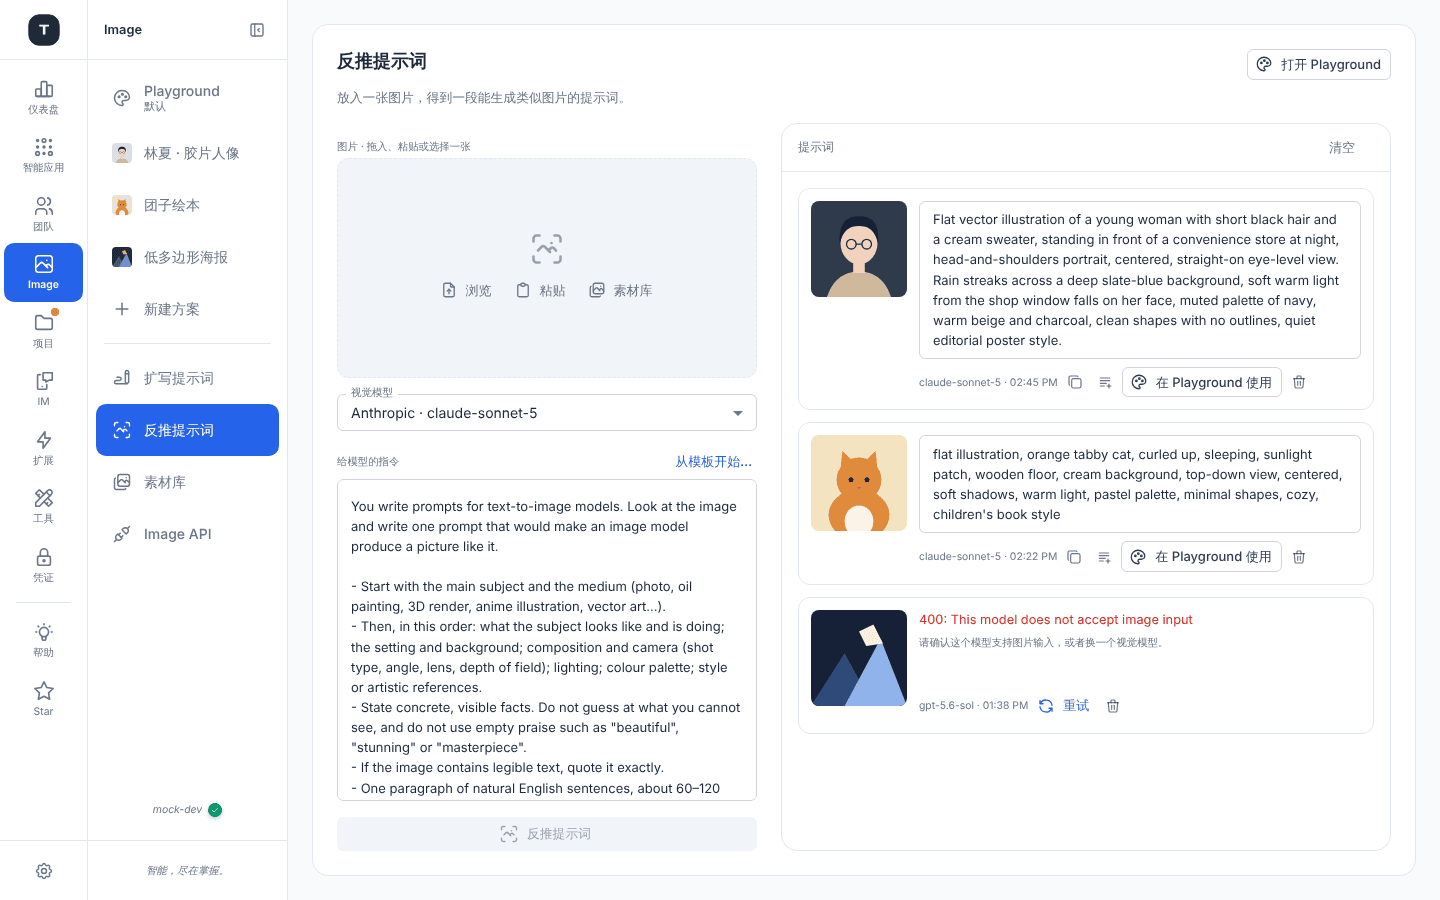 T
Image
仪表盘
智能应用
团队
Image
项目
IM
扩展
工具
凭证
帮助
Star
Playground
默认
林夏 · 胶片人像
团子绘本
低多边形海报
新建方案
扩写提示词
反推提示词
素材库
Image API
mock-dev
智能，尽在掌握。
反推提示词
打开 Playground
放入一张图片，得到一段能生成类似图片的提示词。
图片 · 拖入、粘贴或选择一张
浏览
粘贴
素材库
视觉模型
Anthropic · claude-sonnet-5
给模型的指令
从模板开始...
You write prompts for text-to-image models. Look at the image
and write one prompt that would make an image model
produce a picture like it.
- Start with the main subject and the medium (photo, oil
painting, 3D render, anime illustration, vector art…).
- Then, in this order: what the subject looks like and is doing;
the setting and background; composition and camera (shot
type, angle, lens, depth of field); lighting; colour palette; style
or artistic references.
- State concrete, visible facts. Do not guess at what you cannot
see, and do not use empty praise such as "beautiful",
"stunning" or "masterpiece".
- If the image contains legible text, quote it exactly.
- One paragraph of natural English sentences, about 60–120
反推提示词
提示词
清空
Flat vector illustration of a young woman with short black hair and
a cream sweater, standing in front of a convenience store at night,
head-and-shoulders portrait, centered, straight-on eye-level view.
Rain streaks across a deep slate-blue background, soft warm light
from the shop window falls on her face, muted palette of navy,
warm beige and charcoal, clean shapes with no outlines, quiet
editorial poster style.
claude-sonnet-5 · 02:45 PM
在 Playground 使用
flat illustration, orange tabby cat, curled up, sleeping, sunlight
patch, wooden floor, cream background, top-down view, centered,
soft shadows, warm light, pastel palette, minimal shapes, cozy,
children's book style
claude-sonnet-5 · 02:22 PM
在 Playground 使用
400: This model does not accept image input
请确认这个模型支持图片输入，或者换一个视觉模型。
gpt-5.6-sol · 01:38 PM
重试